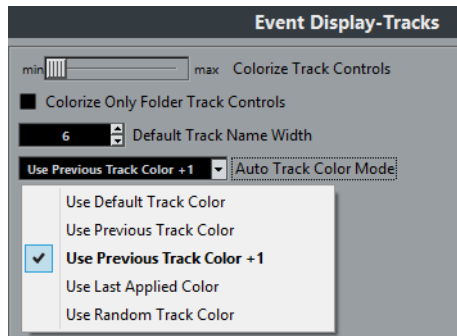 Event Display-Tracks
min max Colorize Track Controls
Colorize Only Folder Track Controls
6 Default Track Name Width
Use Previous Track Color +1 Auto Track Color Mode
Use Default Track Color
Use Previous Track Color
Use Previous Track Color +1
Use Last Applied Color
Use Random Track Color